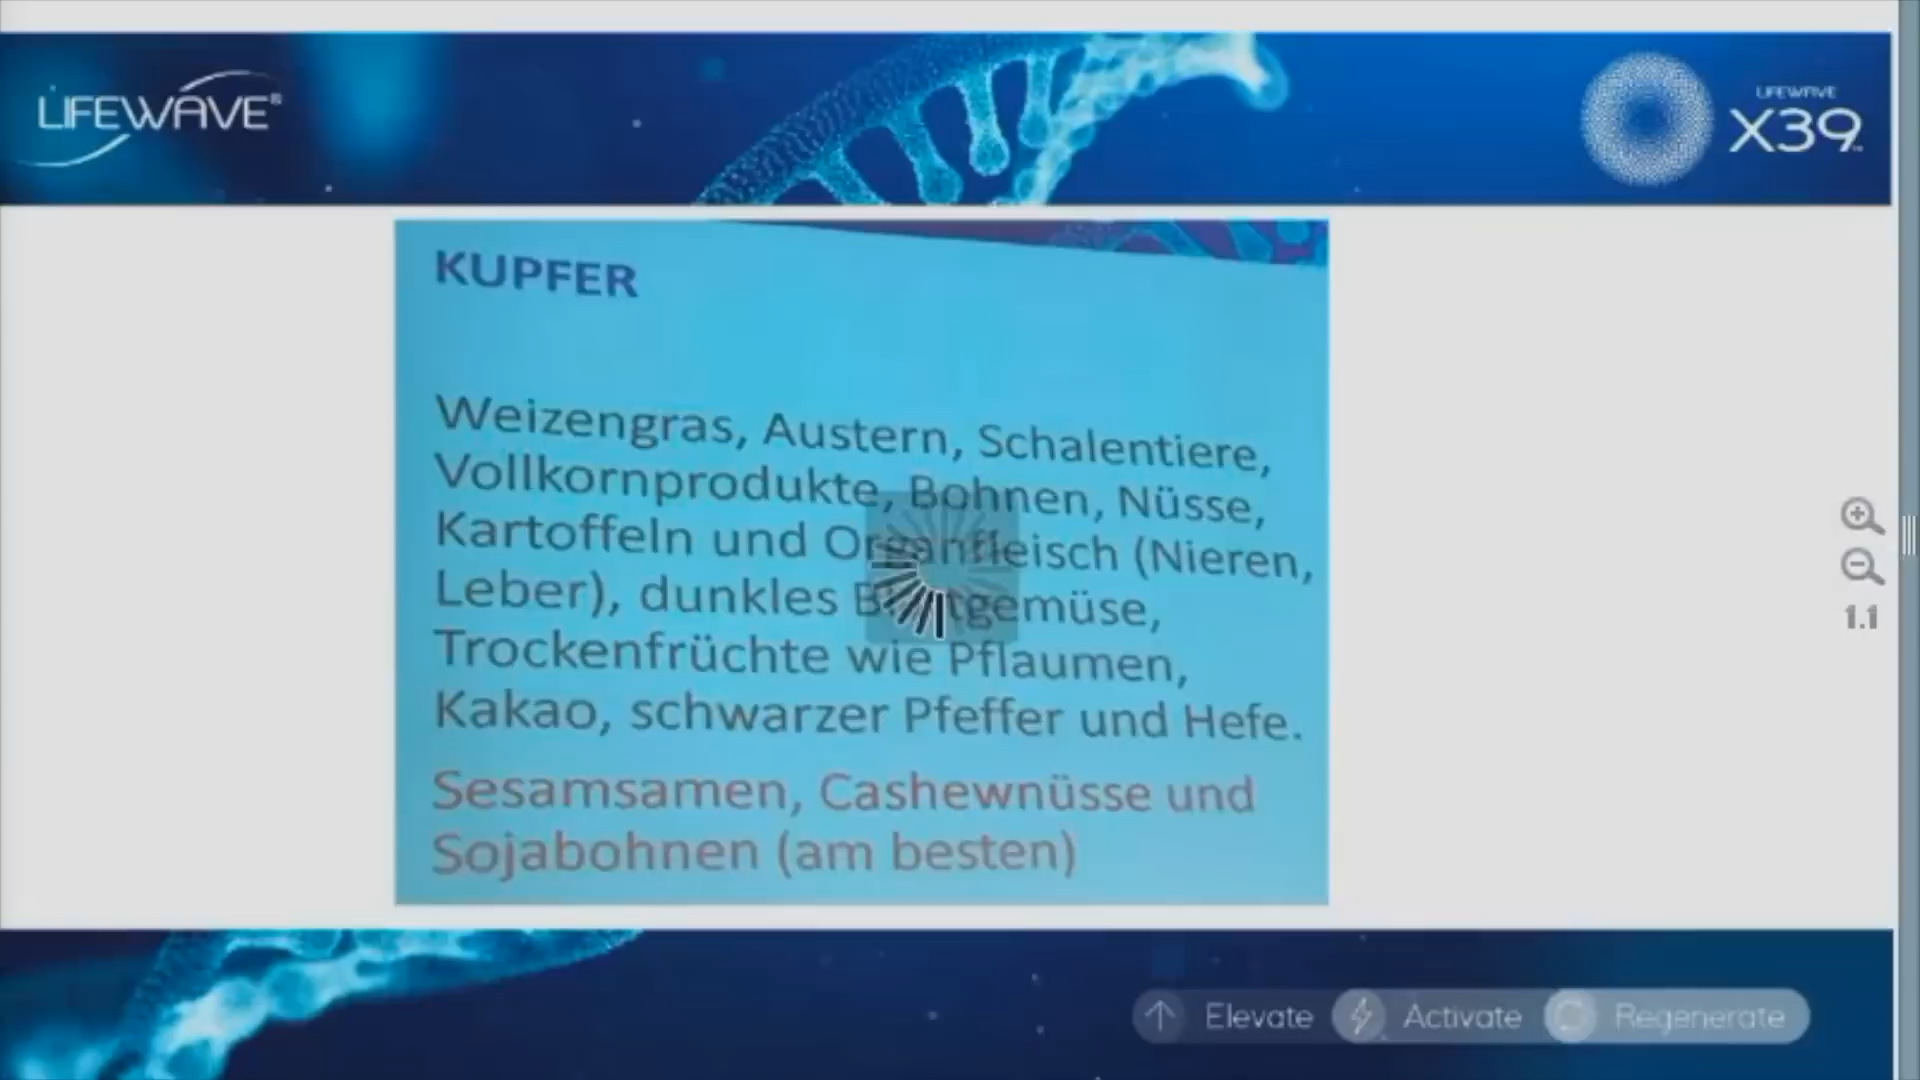 LIFEWAVE®
LIFEWAVE
X39
KUPFER
Weizengras, Austern, Schalentiere,
Vollkornprodukte, Bohnen, Nüsse,
Kartoffeln und Organfleisch (Nieren,
Leber), dunkles Blattgemüse,
Trockenfrüchte wie Pflaumen,
Kakao, schwarzer Pfeffer und Hefe.
Sesamsamen, Cashewnüsse und
Sojabohnen (am besten)
1.1
Elevate Activate Regenerate